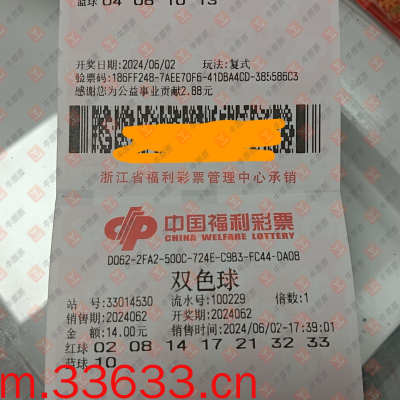 蓝球 04 08 10 13
开奖日期:2024/06/02 玩法:复式
验票码:186FF248-7AEE70F6-41DBA4CD-385586C3
感谢您为公益事业贡献2.88元
浙江省福利彩票管理中心承销
中国福利彩票
CHINA WELFARE LOTTERY
D062-2FA2-500C-724E-C9B3-FC44-DA0B
双色球
站 号:33014530 流水号:100229 倍数:1
销售期:2024062 开奖期:2024062
金 额:14.00元 销售时间:2024/06/02-17:39:01
红球 02 08 14 17 21 32 33
蓝球 10
m.33633.cn